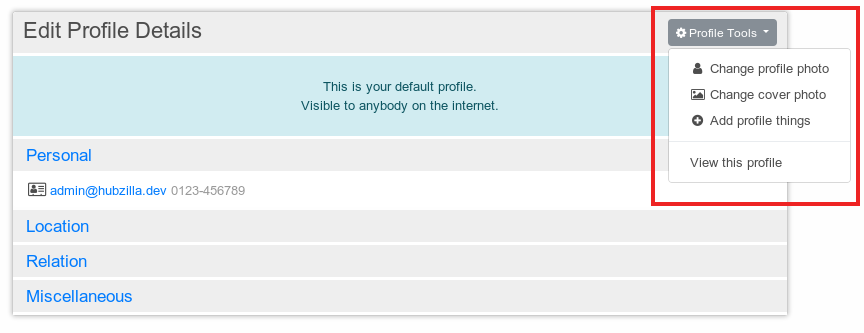 Edit Profile Details
Profile Tools
Change profile photo
Change cover photo
Add profile things
View this profile
This is your default profile.
Visible to anybody on the internet.
Personal
admin@hubzilla.dev 0123-456789
Location
Relation
Miscellaneous